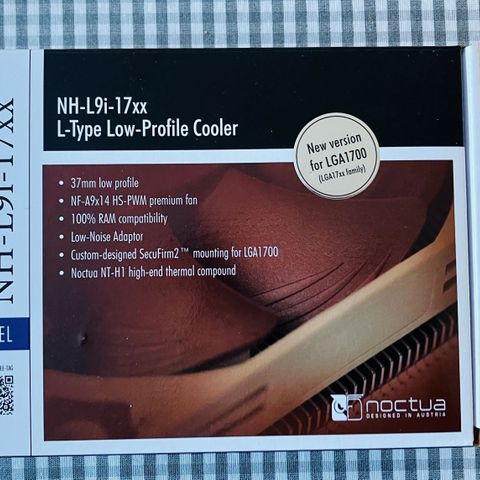 NH-L9i-17xx
L-Type Low-Profile Cooler
New version
for LGA1700
(LGA17xx family)
• 37mm low profile
• NF-A9x14 HS-PWM premium fan
• 100% RAM compatibility
• Low-Noise Adaptor
• Custom-designed SecuFirm2™ mounting for LGA1700
• Noctua NT-H1 high-end thermal compound
noctua
DESIGNED IN AUSTRIA
NH-L9i-17xx
EL
EE-TAG